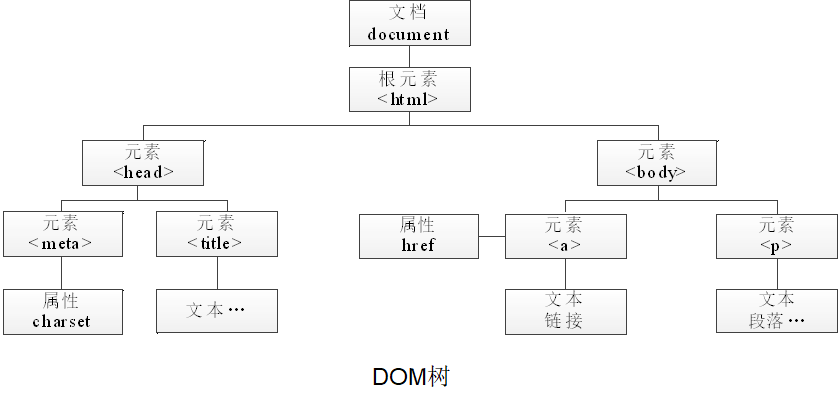 文档
document
根元素
<html>
元素
<head>
元素
<body>
元素
<meta>
元素
<title>
属性
href
元素
<a>
元素
<p>
属性
charset
文本…
文本
链接
文本
段落…
DOM树